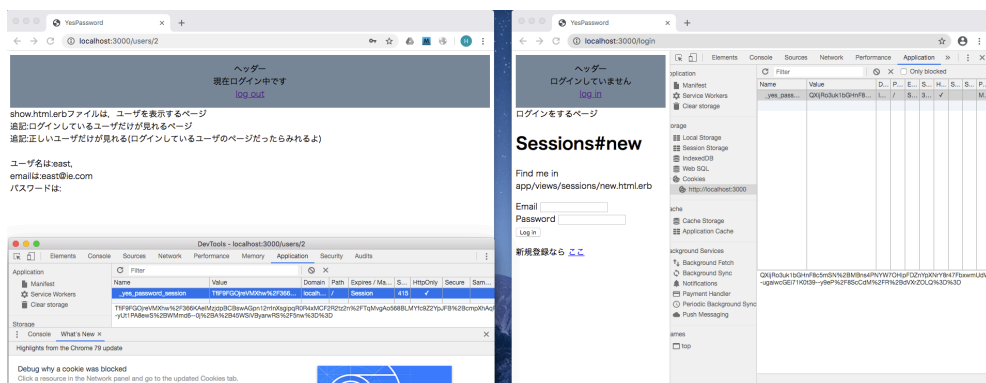 YesPassword
localhost:3000/users/2
ヘッダー
現在ログイン中です
log out
show.html.erbファイルは、ユーザを表示するページ
追記:ログインしているユーザだけが見れるページ
追記:正しいユーザだけが見れる(ログインしているユーザのページだったらみれるよ)
ユーザ名は:east,
emailは:east@ie.com
パスワードは:
DevTools - localhost:3000/users/2
Elements Console Sources Network Performance Memory Application Security Audits
Application
Manifest
Service Workers
Clear storage
Storage
Filter
Name Value Domain Path Expires / Ma... S... HttpOnly Secure Sam...
_yes_password_session localh... / Session 415 ✓
Console What's New ×
Highlights from the Chrome 79 update
Debug why a cookie was blocked
Click a resource in the Network panel and go to the updated Cookies tab.
YesPassword
localhost:3000/login
ヘッダー
ログインしていません
log in
ログインをするページ
Sessions#new
Find me in
app/views/sessions/new.html.erb
Email
Password
Log in
新規登録なら ここ
Elements Console Sources Network Performance Application »
pplication
Manifest
Service Workers
Clear storage
orage
Local Storage
Session Storage
IndexedDB
Web SQL
Cookies
http://localhost:3000
ache
Cache Storage
Application Cache
ackground Services
Background Fetch
Background Sync
Notifications
Payment Handler
Periodic Background Sync
Push Messaging
ames
top
Filter Only blocked
Name Value D... P... E... S... H... S... S... P...
_yes_pass... / S... 3... ✓ M.